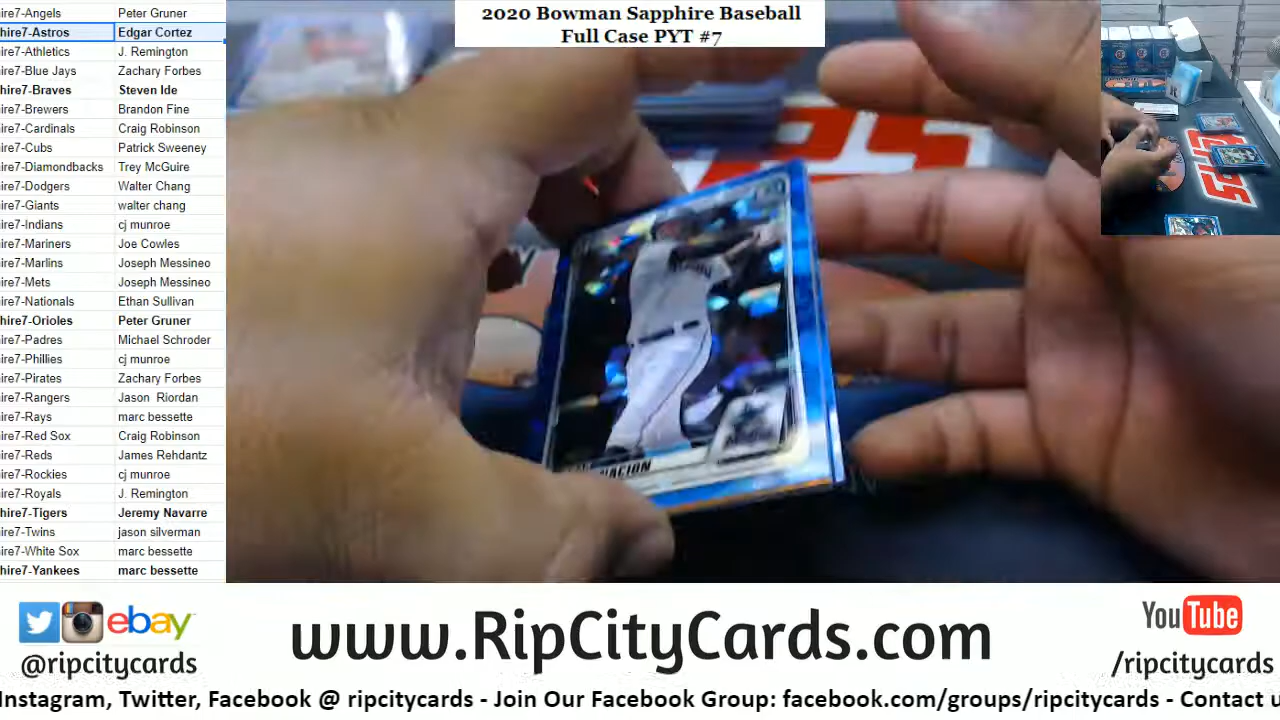 2020 Bowman Sapphire Baseball
Full Case PYT #7
ire7-Angels Peter Gruner
hire7-Astros Edgar Cortez
ire7-Athletics J. Remington
ire7-Blue Jays Zachary Forbes
hire7-Braves Steven Ide
ire7-Brewers Brandon Fine
ire7-Cardinals Craig Robinson
ire7-Cubs Patrick Sweeney
ire7-Diamondbacks Trey McGuire
ire7-Dodgers Walter Chang
ire7-Giants walter chang
ire7-Indians cj munroe
ire7-Mariners Joe Cowles
ire7-Marlins Joseph Messineo
ire7-Mets Joseph Messineo
ire7-Nationals Ethan Sullivan
hire7-Orioles Peter Gruner
ire7-Padres Michael Schroder
ire7-Phillies cj munroe
ire7-Pirates Zachary Forbes
ire7-Rangers Jason Riordan
ire7-Rays marc bessette
ire7-Red Sox Craig Robinson
ire7-Reds James Rehdantz
ire7-Rockies cj munroe
ire7-Royals J. Remington
hire7-Tigers Jeremy Navarre
ire7-Twins jason silverman
ire7-White Sox marc bessette
hire7-Yankees marc bessette
ebay
@ripcitycards
www.RipCityCards.com
YouTube
/ripcitycards
Instagram, Twitter, Facebook @ ripcitycards - Join Our Facebook Group: facebook.com/groups/ripcitycards - Contact u